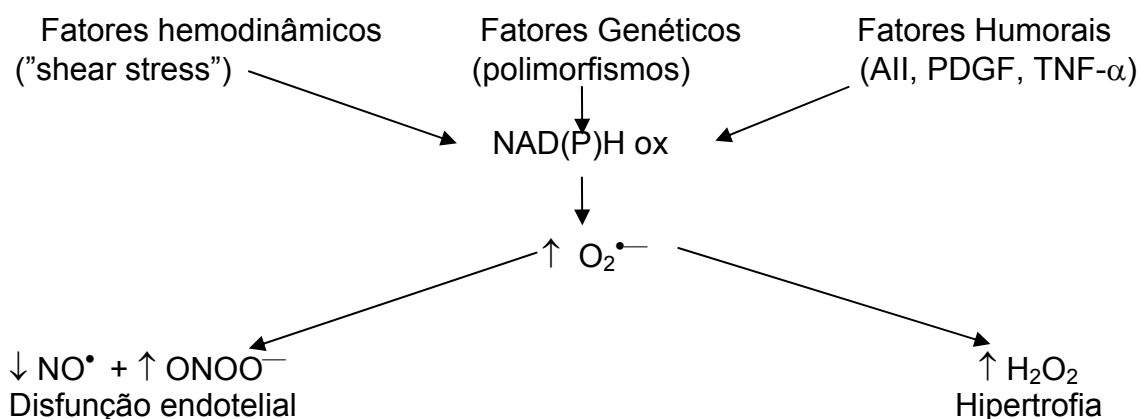 Fatores hemodinâmicos Fatores Genéticos Fatores Humorais
("shear stress") (polimorfismos) (AII, PDGF, TNF-α)
NAD(P)H ox
↑ O₂•—
↓ NO• + ↑ ONOO— ↑ H₂O₂
Disfunção endotelial Hipertrofia